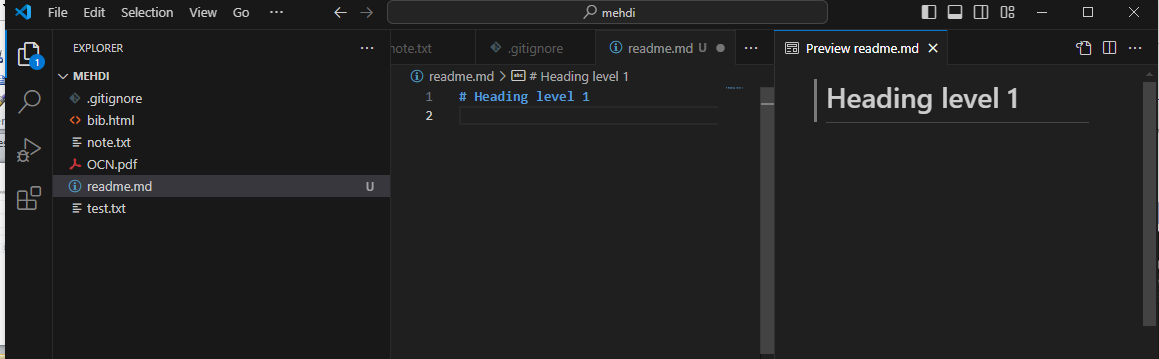 File Edit Selection View Go ··· mehdi
EXPLORER ···
MEHDI
.gitignore
bib.html
note.txt
OCN.pdf
readme.md U
test.txt
1
note.txt .gitignore readme.md U ···
readme.md > # Heading level 1
1 # Heading level 1
2
Preview readme.md ···
Heading level 1